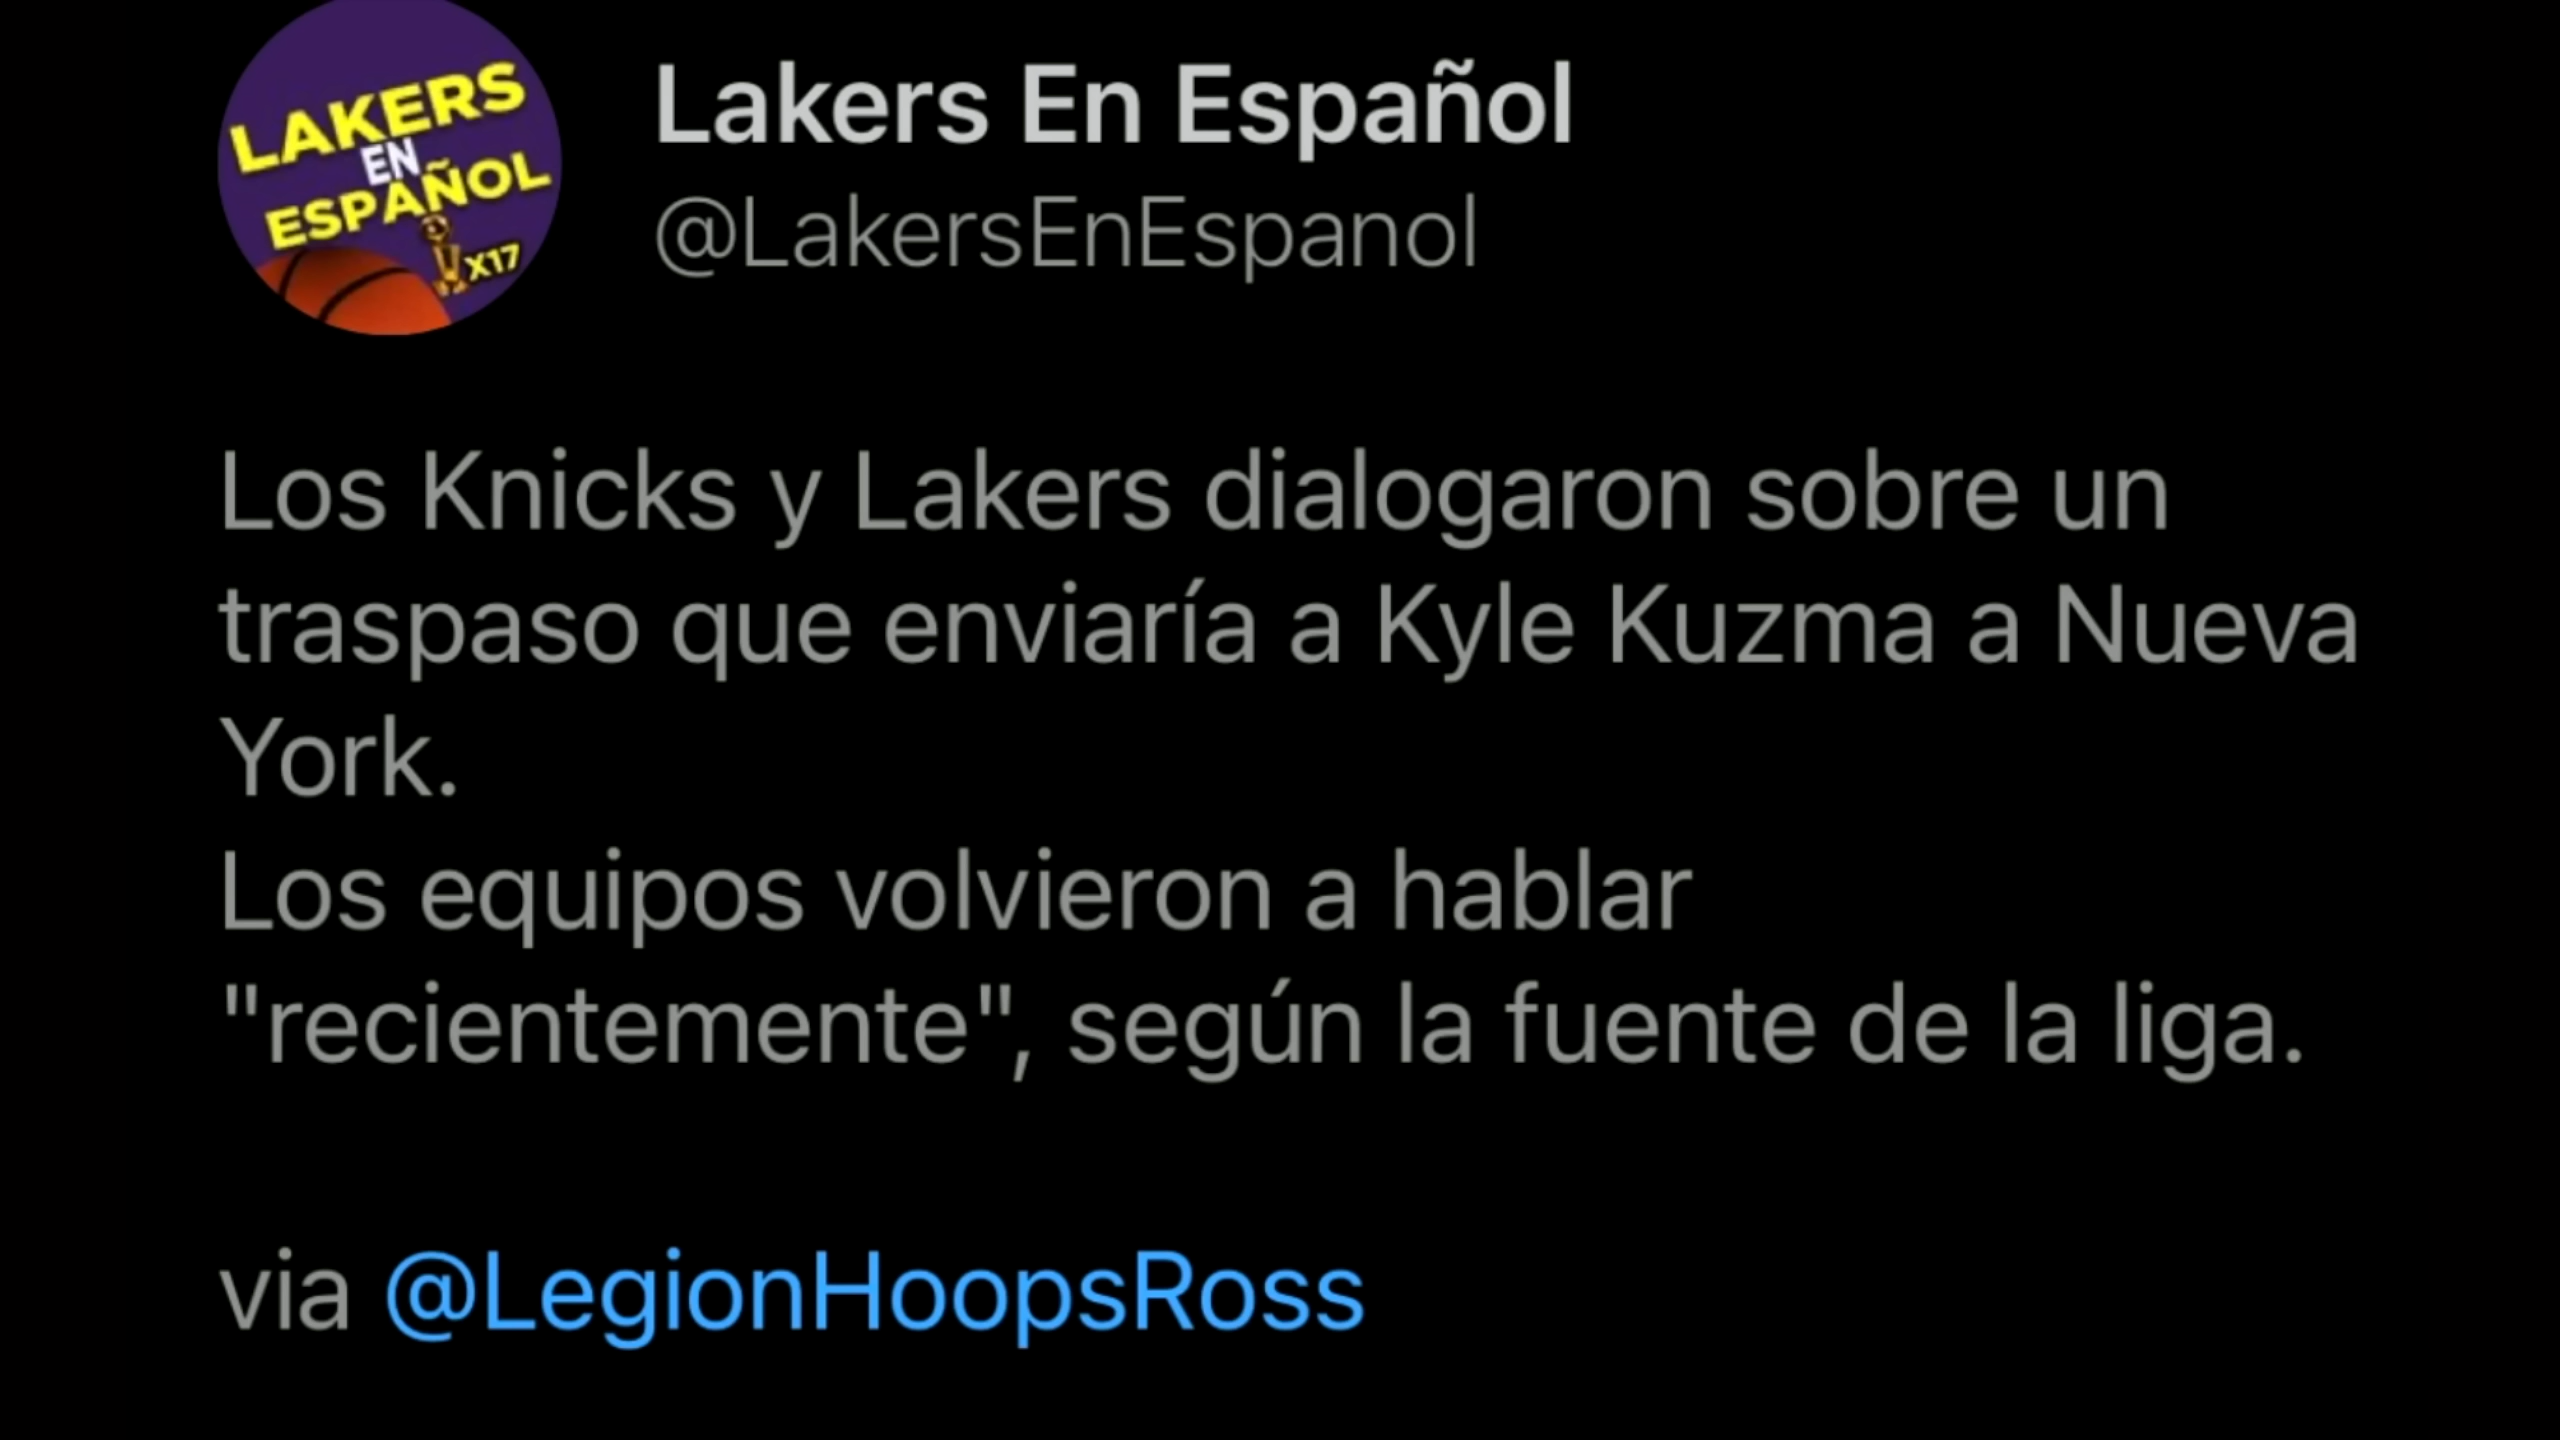 LAKERS
EN
ESPAÑOL
X17
Lakers En Español
@LakersEnEspanol
Los Knicks y Lakers dialogaron sobre un
traspaso que enviaría a Kyle Kuzma a Nueva
York.
Los equipos volvieron a hablar
"recientemente", según la fuente de la liga.
via @LegionHoopsRoss